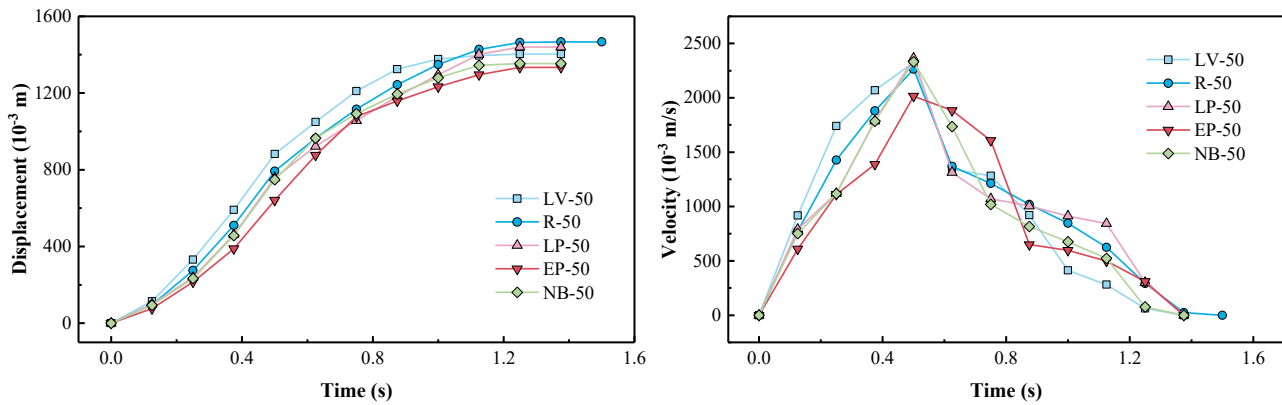 Displacement (10⁻³ m)
1600
1200
800
400
0
0.0 0.4 0.8 1.2 1.6
Time (s)
LV-50
R-50
LP-50
EP-50
NB-50
Velocity (10⁻³ m/s)
2500
2000
1500
1000
500
0
0.0 0.4 0.8 1.2 1.6
Time (s)
LV-50
R-50
LP-50
EP-50
NB-50